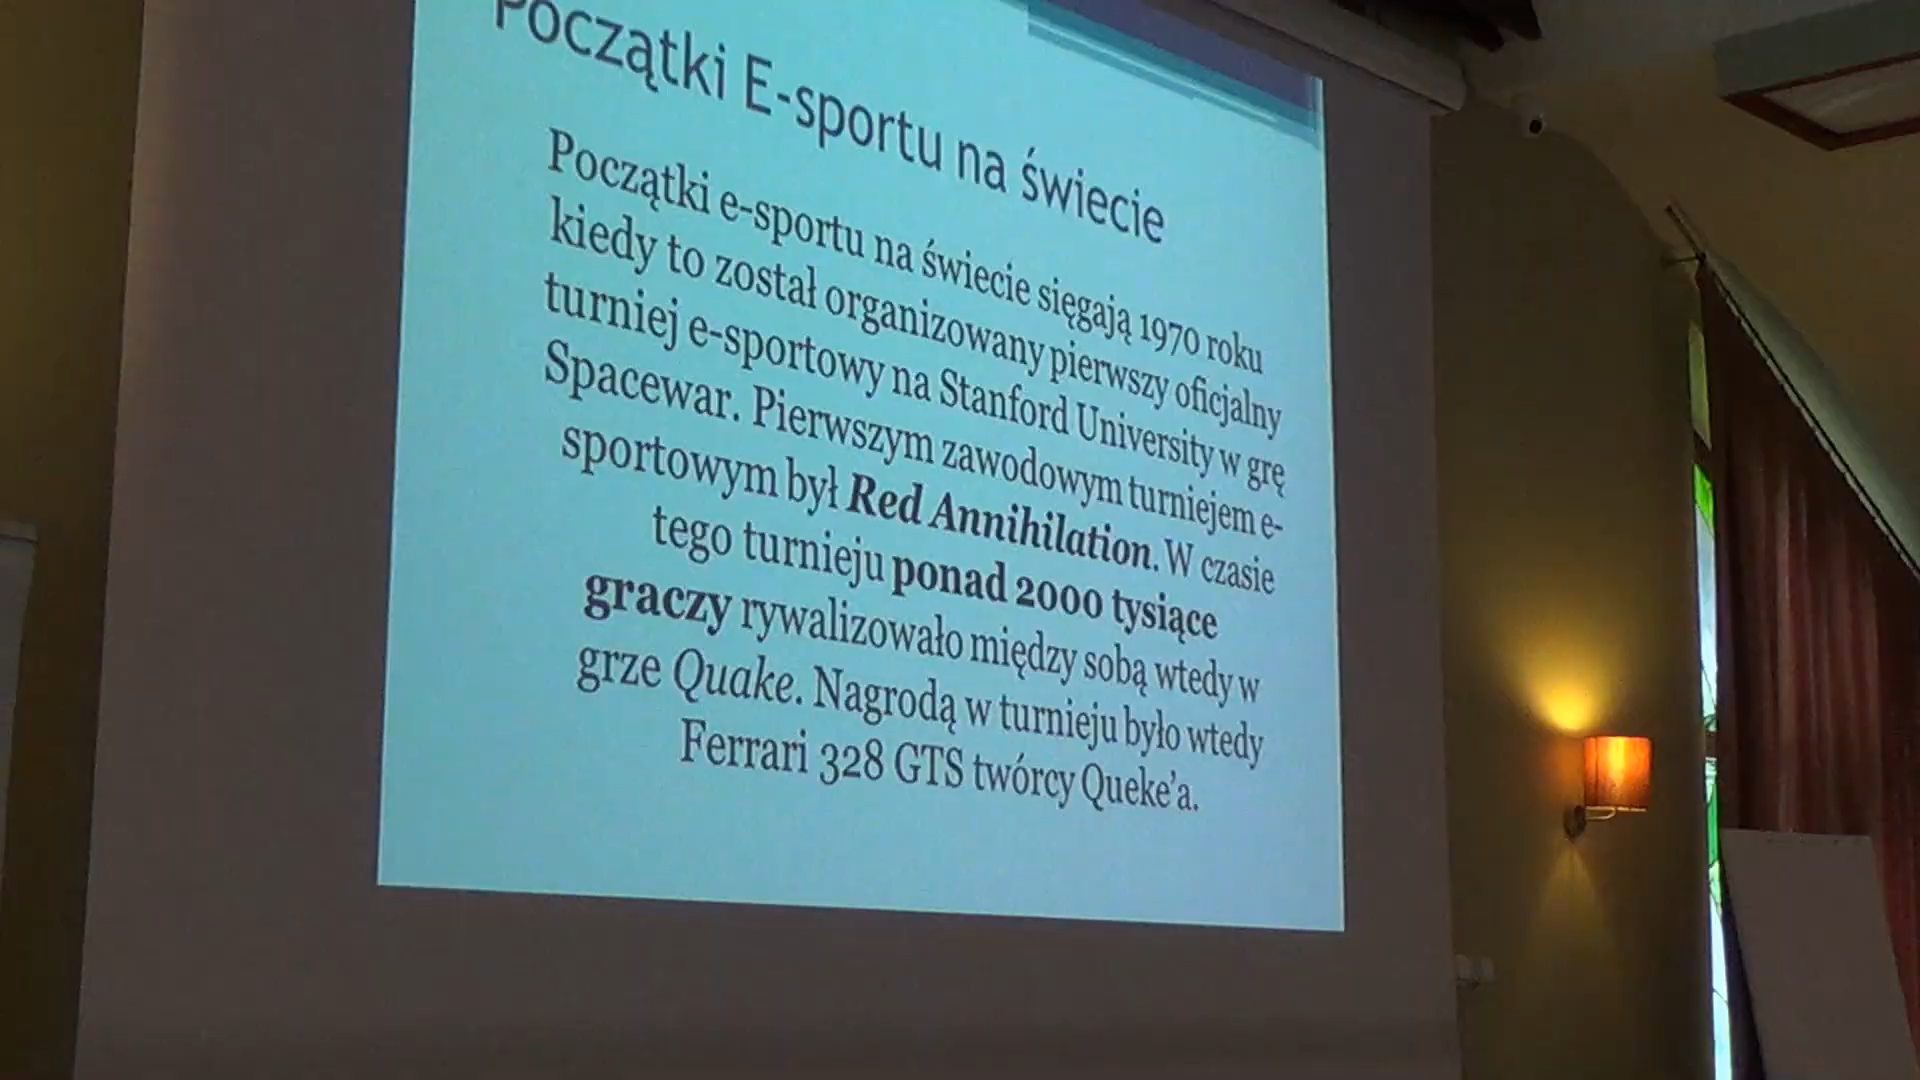 Początki E-sportu na świecie
Początki e-sportu na świecie sięgają 1970 roku
kiedy to został organizowany pierwszy oficjalny
turniej e-sportowy na Stanford University w grę
Spacewar. Pierwszym zawodowym turniejem e-
sportowym był Red Annihilation. W czasie
tego turnieju ponad 2000 tysiące
graczy rywalizowało między sobą wtedy w
grze Quake. Nagrodą w turnieju było wtedy
Ferrari 328 GTS twórcy Queke’a.